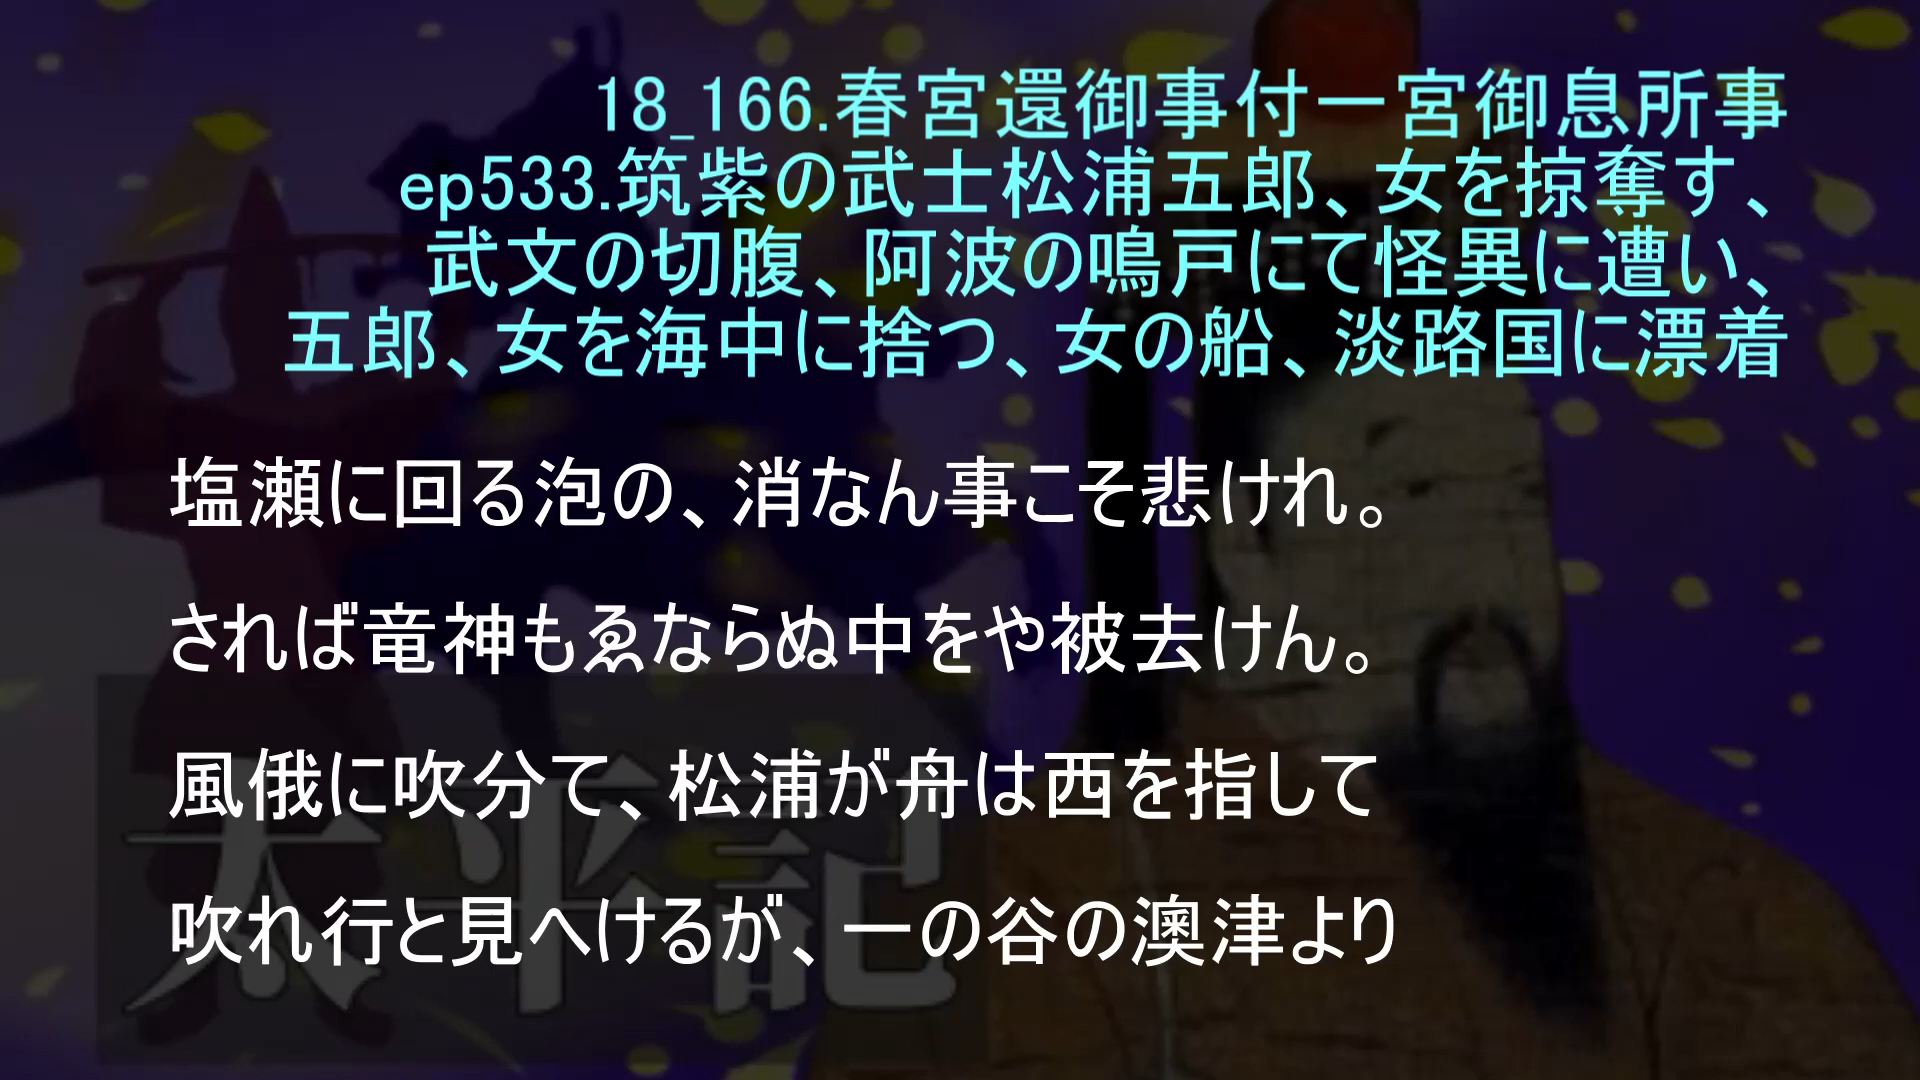 18_166.春宮還御事付一宮御息所事
ep533.筑紫の武士松浦五郎、女を掠奪す、
武文の切腹、阿波の鳴戸にて怪異に遭い、
五郎、女を海中に捨つ、女の船、淡路国に漂着
塩瀬に回る泡の、消なん事こそ悲けれ。
されば竜神もゑならぬ中をや被去けん。
風俄に吹分て、松浦が舟は西を指して
吹れ行と見へけるが、一の谷の澳津より
太平記